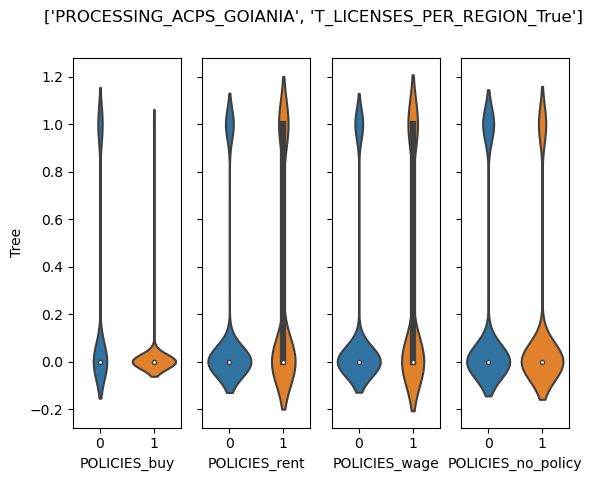 ['PROCESSING_ACPS_GOIANIA', 'T_LICENSES_PER_REGION_True']
1.2
1.0
0.8
0.6
0.4
0.2
0.0
−0.2
Tree
0 1 0 1 0 1 0 1
POLICIES_buy POLICIES_rent POLICIES_wage POLICIES_no_policy